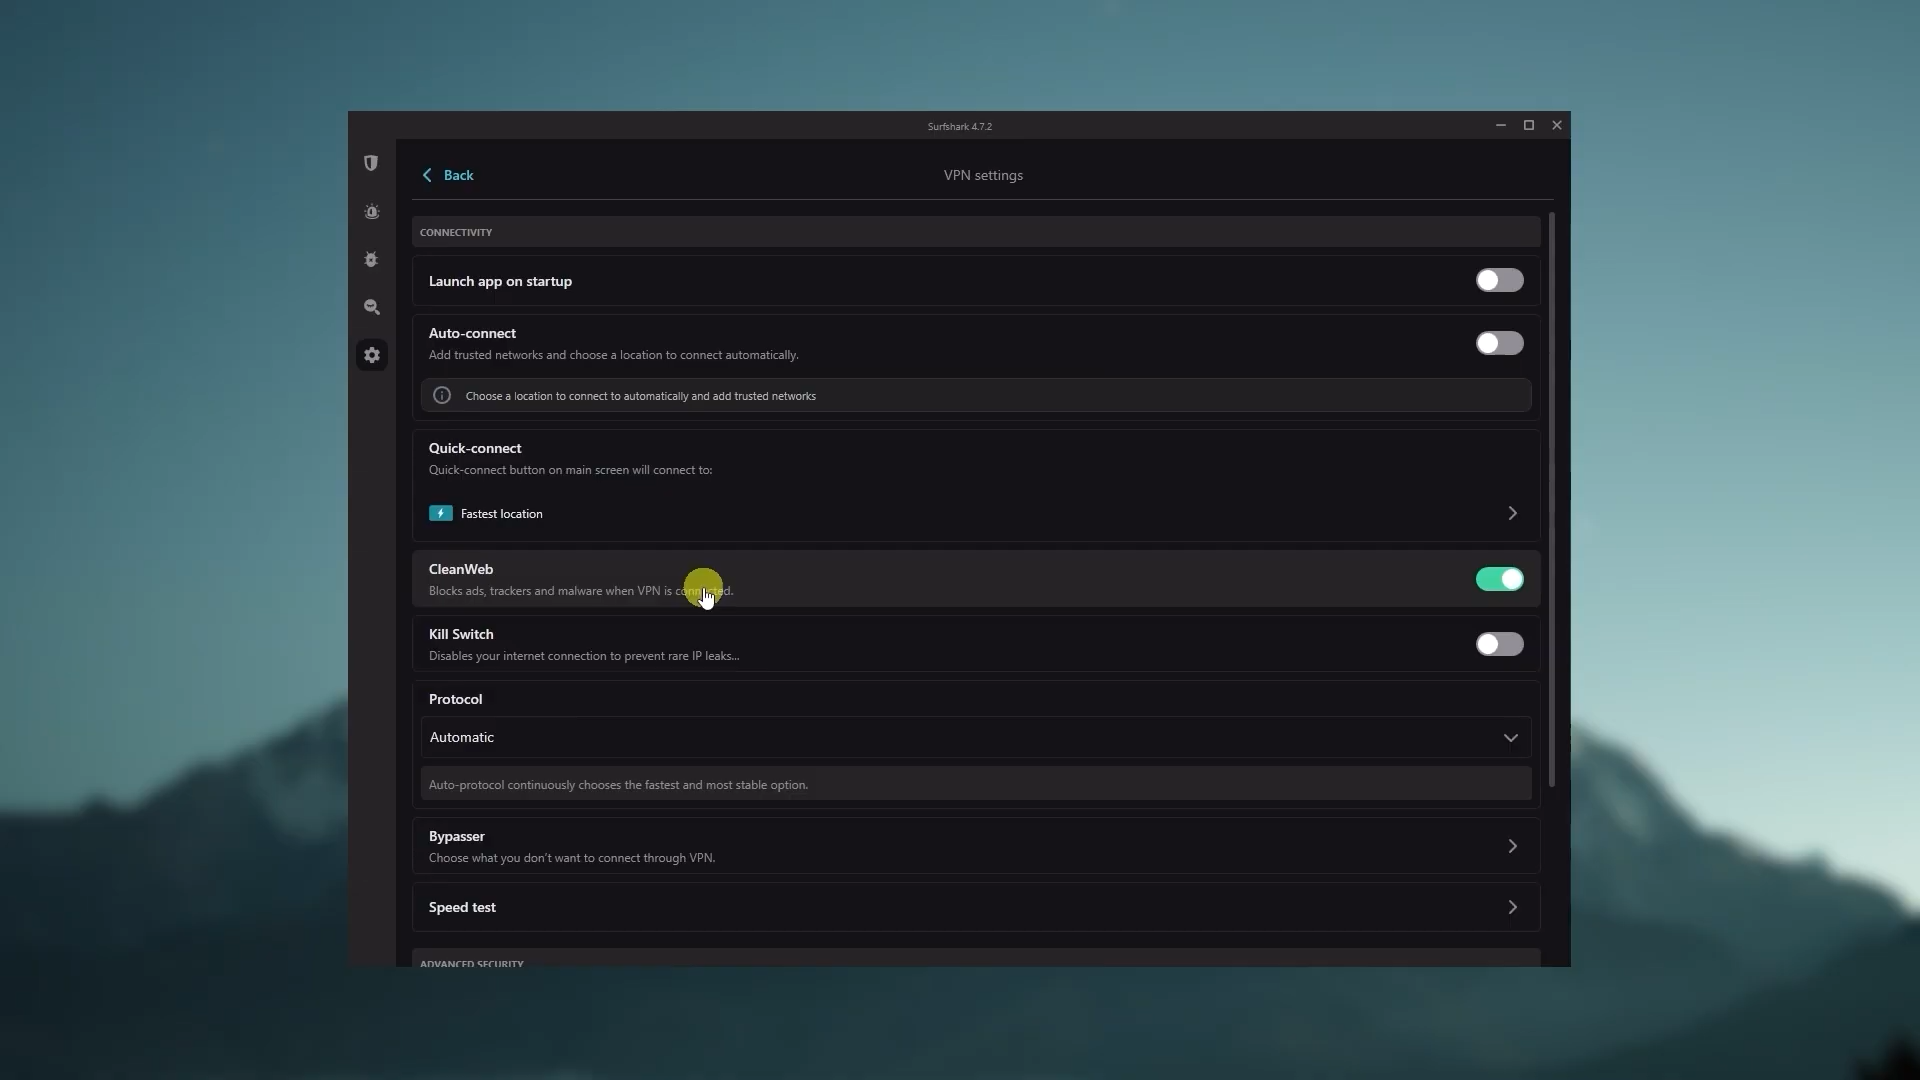 Surfshark 4.7.2
Back
VPN settings
CONNECTIVITY
Launch app on startup
Auto-connect
Add trusted networks and choose a location to connect automatically.
Choose a location to connect to automatically and add trusted networks
Quick-connect
Quick-connect button on main screen will connect to:
Fastest location
CleanWeb
Blocks ads, trackers and malware when VPN is connected.
Kill Switch
Disables your internet connection to prevent rare IP leaks...
Protocol
Automatic
Auto-protocol continuously chooses the fastest and most stable option.
Bypasser
Choose what you don't want to connect through VPN.
Speed test
ADVANCED SECURITY